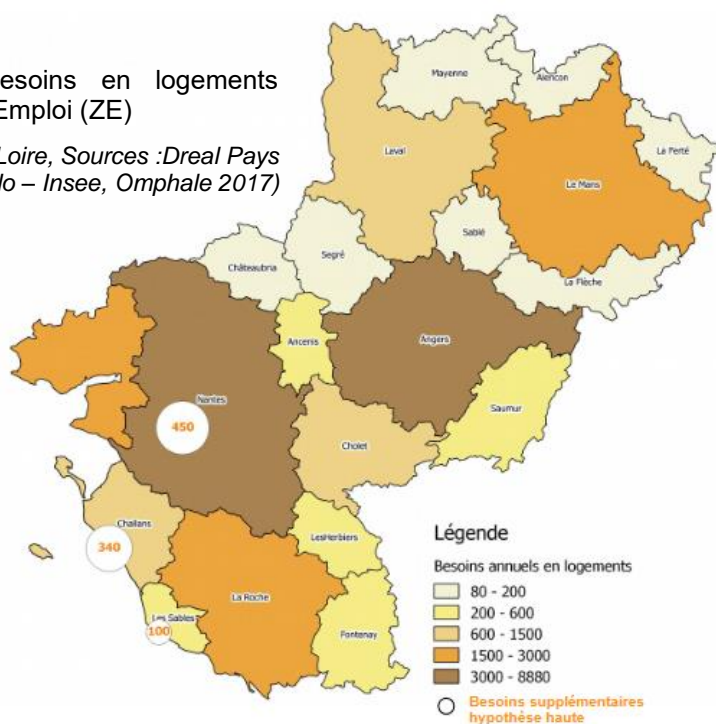 esoins en logements
Emploi (ZE)
Loire, Sources :Dreal Pays
lo – Insee, Omphale 2017)
Mayenne
Alencon
La Ferté
Laval
Le Mans
Sablé
Segré
Châteaubria
La Flèche
Ancenis
Angers
Saumur
Nantes
450
Cholet
Challans
340
LesHerbiers
La Roche
Les Sables
100
Fontenay
Légende
Besoins annuels en logements
80 - 200
200 - 600
600 - 1500
1500 - 3000
3000 - 8880
Besoins supplémentaires
hypothèse haute